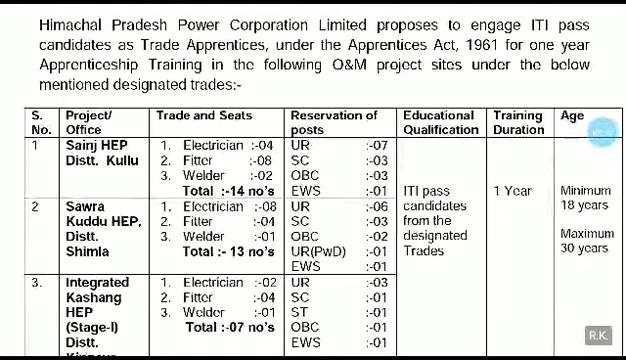 Himachal Pradesh Power Corporation Limited proposes to engage ITI pass
candidates as Trade Apprentices, under the Apprentices Act, 1961 for one year
Apprenticeship Training in the following O&M project sites under the below
mentioned designated trades:-
S. No. Project/ Office Trade and Seats Reservation of posts Educational Qualification Training Duration Age
1 Sainj HEP Distt. Kullu
1. Electrician :-04
2. Fitter :-08
3. Welder :-02
Total :-14 no's
UR :-07
SC :-03
OBC :-03
EWS :-01
2 Sawra Kuddu HEP, Distt. Shimla
1. Electrician :-08
2. Fitter :-04
3. Welder :-01
Total :- 13 no's
UR :-06
SC :-03
OBC :-02
UR(PwD) :-01
EWS :-01
3. Integrated Kashang HEP (Stage-I) Distt.
1. Electrician :-02
2. Fitter :-04
3. Welder :-01
Total :-07 no's
UR :-03
SC :-01
ST :-01
OBC :-01
EWS :-01
ITI pass
candidates
from the
designated
Trades
1 Year
Minimum
18 years
Maximum
30 years
R.K.